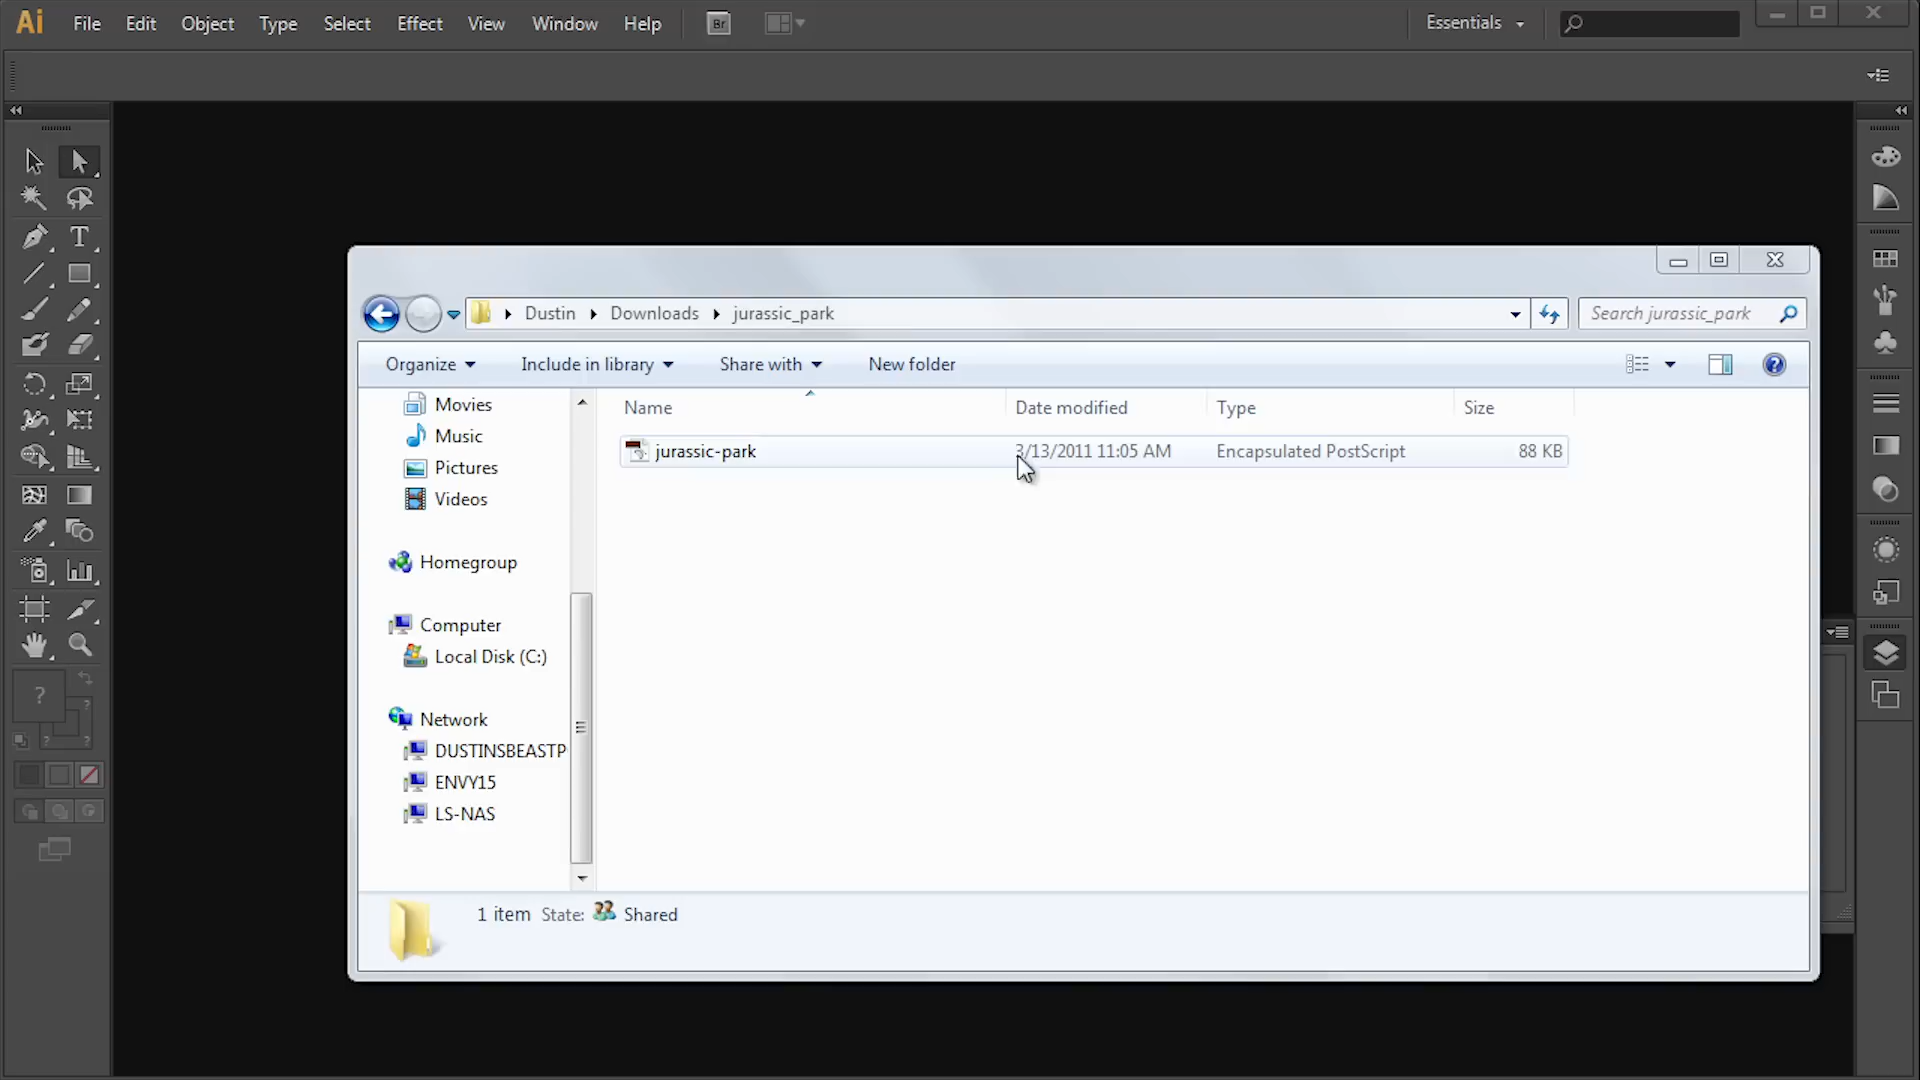 Ai File Edit Object Type Select Effect View Window Help Br Essentials
Dustin Downloads jurassic_park Search jurassic_park
Organize Include in library Share with New folder
Movies
Music
Pictures
Videos
Homegroup
Computer
Local Disk (C:)
Network
DUSTINSBEASTP
ENVY15
LS-NAS
Name Date modified Type Size
jurassic-park 3/13/2011 11:05 AM Encapsulated PostScript 88 KB
1 item State: Shared